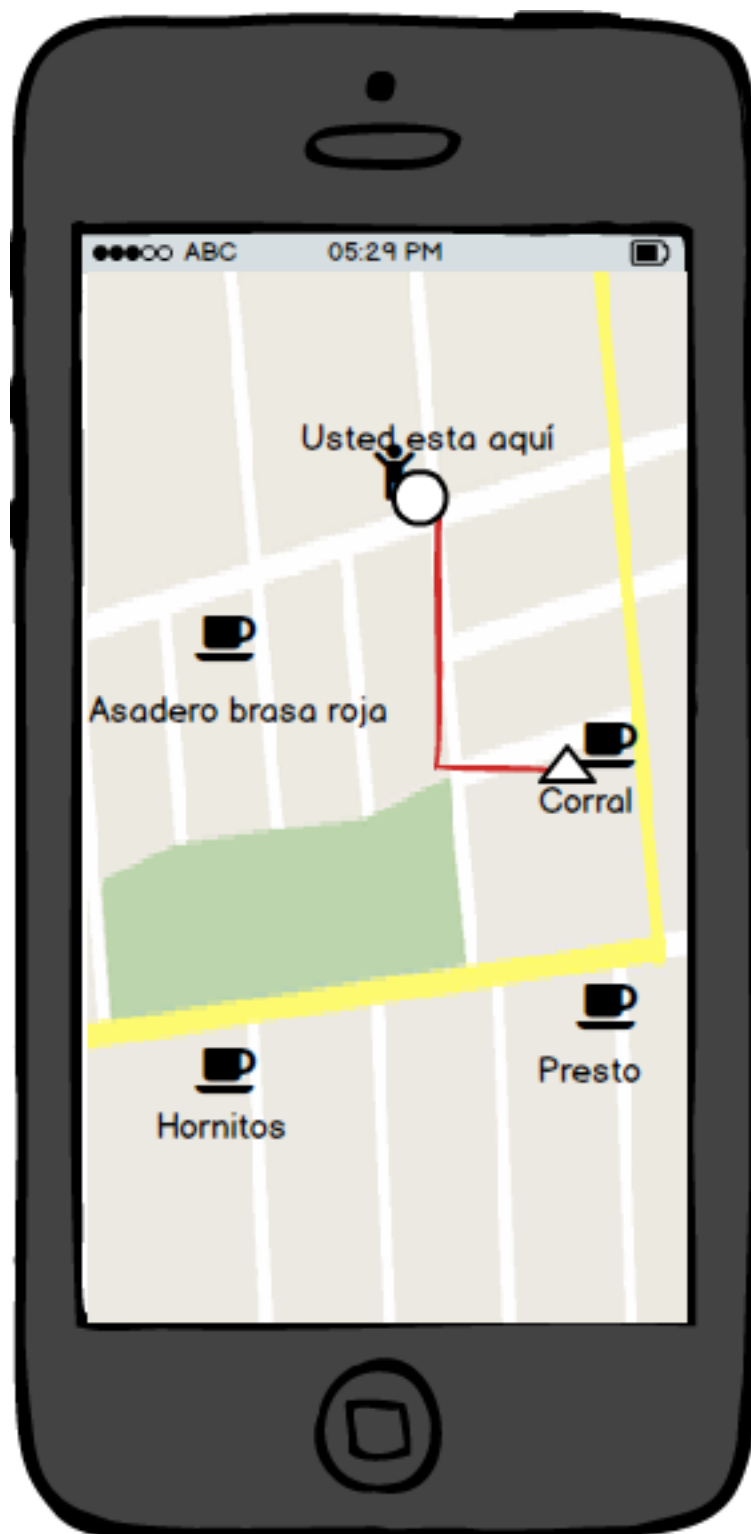 ABC 05:29 PM
Usted esta aquí
Asadero brasa roja
Corral
Presto
Hornitos